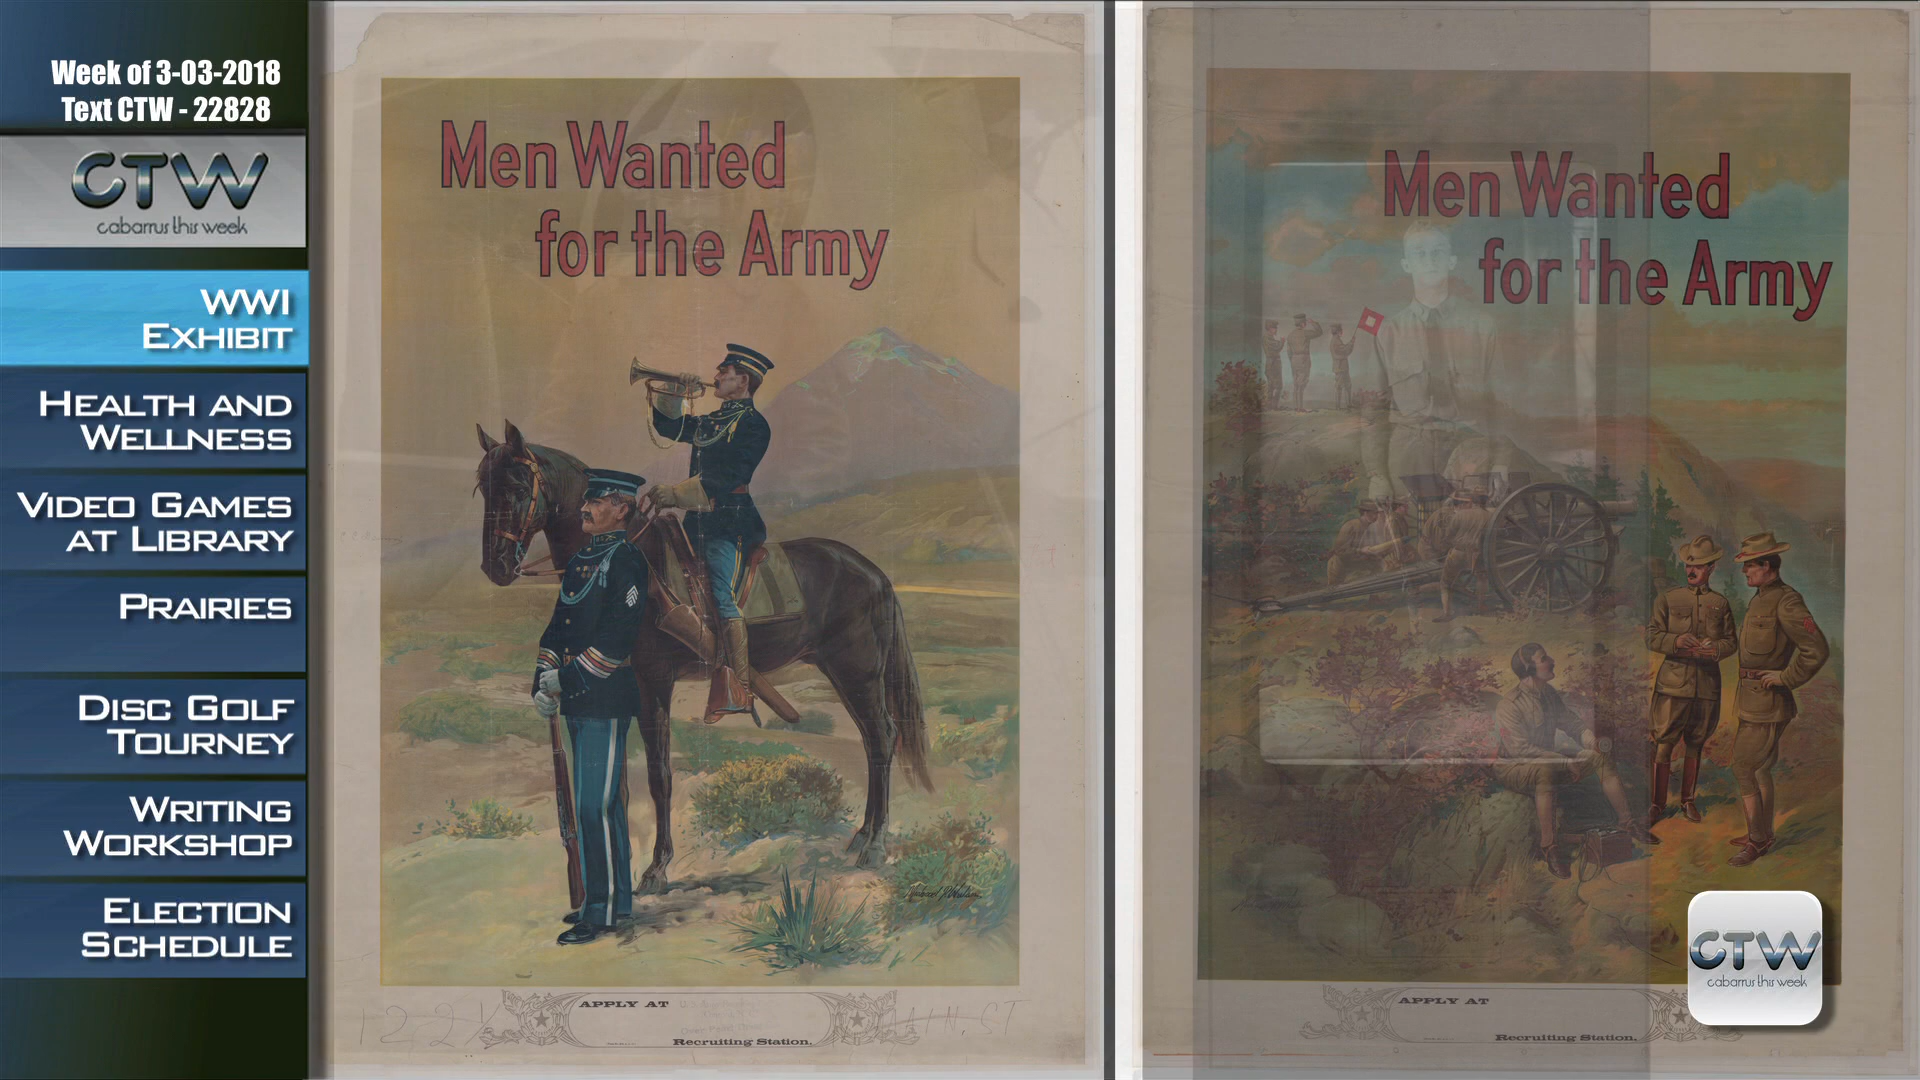 Week of 3-03-2018
Text CTW - 22828
CTW
cabarrus this week
WWI
EXHIBIT
HEALTH AND
WELLNESS
VIDEO GAMES
AT LIBRARY
PRAIRIES
DISC GOLF
TOURNEY
WRITING
WORKSHOP
ELECTION
SCHEDULE
Men Wanted
for the Army
APPLY AT
Recruiting Station.
Men Wanted
for the Army
APPLY AT
Recruiting Station.
CTW
cabarrus this week